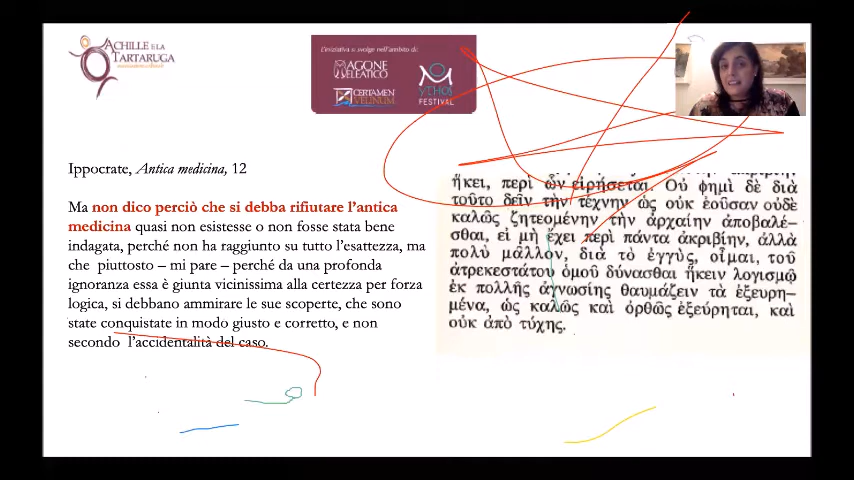 ACHILLE E LA
TARTARUGA
L'iniziativa si svolge nell'ambito di:
AGONE
ELEATICO
CERTAMEN
VELINUM
MYTHOS
FESTIVAL
Ippocrate, Antica medicina, 12
Ma non dico perciò che si debba rifiutare l'antica
medicina quasi non esistesse o non fosse stata bene
indagata, perché non ha raggiunto su tutto l'esattezza, ma
che piuttosto – mi pare – perché da una profonda
ignoranza essa è giunta vicinissima alla certezza per forza
logica, si debbano ammirare le sue scoperte, che sono
state conquistate in modo giusto e corretto, e non
secondo l'accidentalità del caso.
ἥκει, περὶ ὧν εἰρήσεται. Οὐ φημὶ δὲ διὰ
τοῦτο δεῖν τὴν τέχνην ὡς οὐκ ἐοῦσαν οὐδὲ
καλῶς ζητεομένην τὴν ἀρχαίην ἀποβαλέ–
σθαι, εἰ μὴ ἔχει περὶ πάντα ἀκριβίην, ἀλλὰ
πολὺ μᾶλλον, διὰ τὸ ἐγγὺς, οἶμαι, τοῦ
ἀτρεκεστάτου ὁμοῦ δύνασθαι ἥκειν λογισμῷ
ἐκ πολλῆς ἀγνωσίης θαυμάζειν τὰ ἐξευρη–
μένα, ὡς καλῶς καὶ ὀρθῶς ἐξεύρηται, καὶ
οὐκ ἀπὸ τύχης.